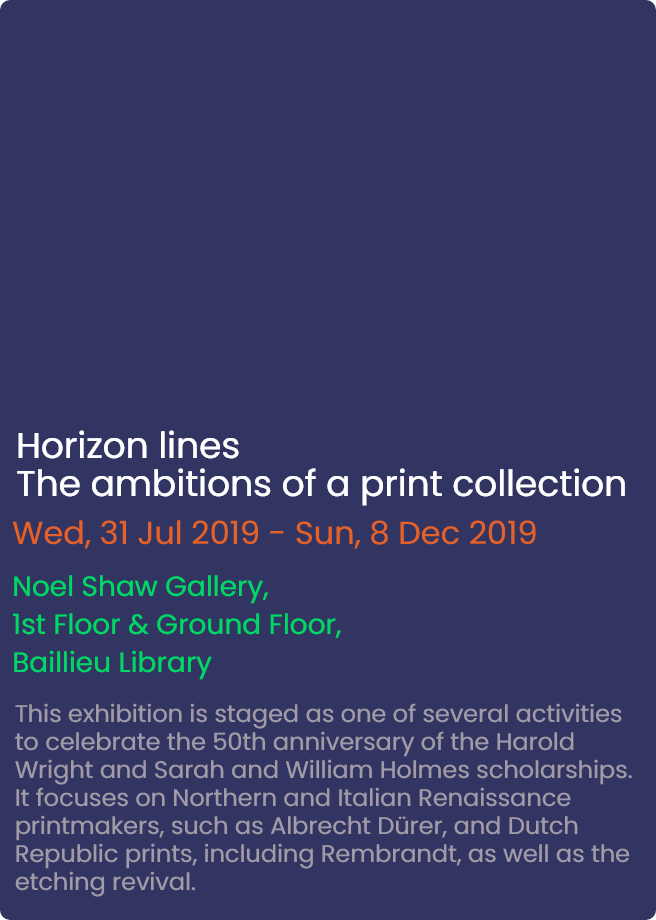 Horizon lines
The ambitions of a print collection
Wed, 31 Jul 2019 - Sun, 8 Dec 2019
Noel Shaw Gallery,
1st Floor & Ground Floor,
Baillieu Library
This exhibition is staged as one of several activities
to celebrate the 50th anniversary of the Harold
Wright and Sarah and William Holmes scholarships.
It focuses on Northern and Italian Renaissance
printmakers, such as Albrecht Dürer, and Dutch
Republic prints, including Rembrandt, as well as the
etching revival.